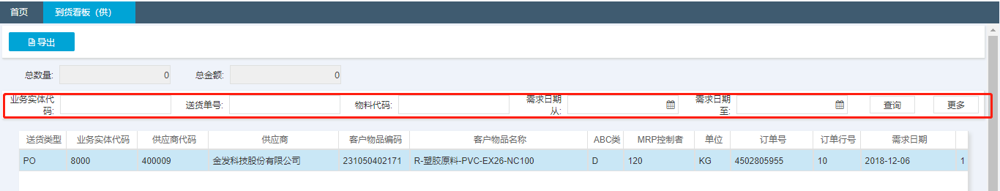 首页 到货看板（供）
导出
总数量: 0 总金额: 0
业务实体代码: 送货单号: 物料代码: 需求日期从: 需求日期至: 查询 更多
送货类型 业务实体代码 供应商代码 供应商 客户物品编码 客户物品名称 ABC类 MRP控制者 单位 订单号 订单行号 需求日期
PO 8000 400009 金发科技股份有限公司 231050402171 R-塑胶原料-PVC-EX26-NC100 D 120 KG 4502805955 10 2018-12-06 1